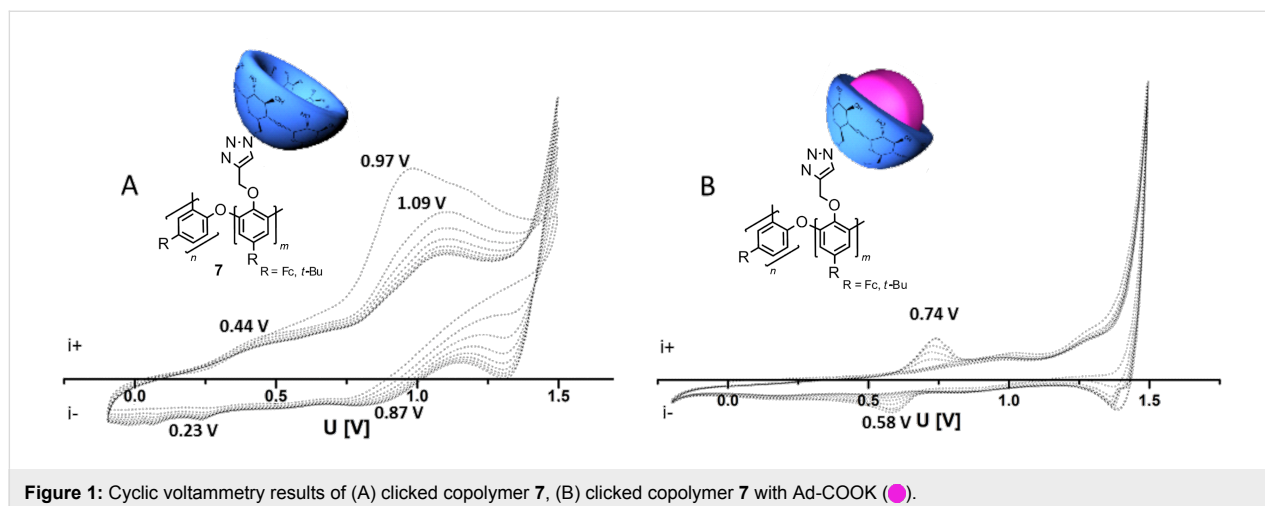 A
N-N
N
O
O
R
n
m
7
R
R = Fc, t-Bu
0.97 V
1.09 V
0.44 V
i+
i-
0.0
0.5
1.0
1.5
0.23 V
0.87 V
U [V]
B
N-N
N
O
O
R
n
m
R
R = Fc, t-Bu
0.74 V
i+
i-
0.0
0.5
1.0
1.5
0.58 V
U [V]
Figure 1: Cyclic voltammetry results of (A) clicked copolymer 7, (B) clicked copolymer 7 with Ad-COOK ( ).